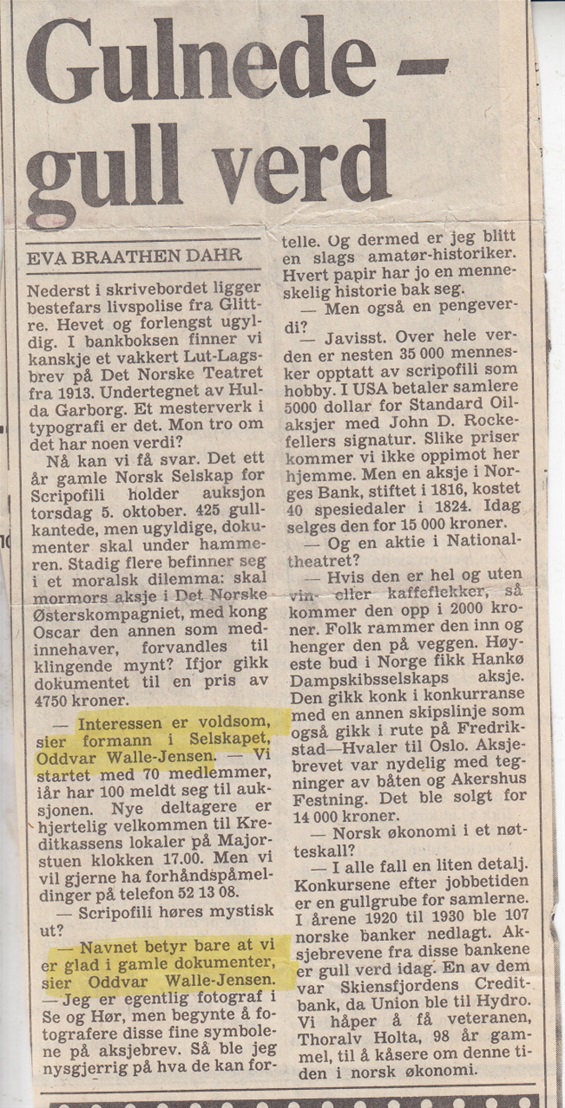 Gulnede –
gull verd
EVA BRAATHEN DAHR
Nederst i skrivebordet ligger
bestefars livspolise fra Glitt-
re. Hevet og forlengst ugyl-
dig. I bankboksen finner vi
kanskje et vakkert Lut-Lags-
brev på Det Norske Teatret
fra 1913. Undertegnet av Hul-
da Garborg. Et mesterverk i
typografi er det. Mon tro om
det har noen verdi?
Nå kan vi få svar. Det ett
år gamle Norsk Selskap for
Scripofili holder auksjon
torsdag 5. oktober. 425 gull-
kantede, men ugyldige, doku-
menter skal under hamme-
ren. Stadig flere befinner seg
i et moralsk dilemma: skal
mormors aksje i Det Norske
Østerskompagniet, med kong
Oscar den annen som med-
innehaver, forvandles til
klingende mynt? Ifjor gikk
dokumentet til en pris av
4750 kroner.
— Interessen er voldsom,
sier formann i Selskapet,
Oddvar Walle-Jensen. — Vi
startet med 70 medlemmer,
iår har 100 meldt seg til auk-
sjonen. Nye deltagere er
hjertelig velkommen til Kre-
ditkassens lokaler på Major-
stuen klokken 17.00. Men vi
vil gjerne ha forhåndspåmel-
dinger på telefon 52 13 08.
— Scripofili høres mystisk
ut?
— Navnet betyr bare at vi
er glad i gamle dokumenter,
sier Oddvar Walle-Jensen.
— Jeg er egentlig fotograf i
Se og Hør, men begynte å fo-
tografere disse fine symbole-
ne på aksjebrev. Så ble jeg
nysgjerrig på hva de kan for-
telle. Og dermed er jeg blitt
en slags amatør-historiker.
Hvert papir har jo en menne-
skelig historie bak seg.
— Men også en pengever-
di?
— Javisst. Over hele ver-
den er nesten 35 000 mennes-
ker opptatt av scripofili som
hobby. I USA betaler samlere
5000 dollar for Standard Oil-
aksjer med John D. Rocke-
fellers signatur. Slike priser
kommer vi ikke oppimot her
hjemme. Men en aksje i Nor-
ges Bank, stiftet i 1816, kostet
40 spesiedaler i 1824. Idag
selges den for 15 000 kroner.
— Og en aktie i National-
theatret?
— Hvis den er hel og uten
vin- eller kaffeflekker, så
kommer den opp i 2000 kro-
ner. Folk rammer den inn og
henger den på veggen. Høy-
este bud i Norge fikk Hankø
Dampskibsselskaps aksje.
Den gikk konk i konkurranse
med en annen skipslinje som
også gikk i rute på Fredrik-
stad—Hvaler til Oslo. Aksje-
brevet var nydelig med teg-
ninger av båten og Akershus
Festning. Det ble solgt for
14 000 kroner.
— Norsk økonomi i et nøt-
teskall?
— I alle fall en liten detalj.
Konkursene efter jobbetiden
er en gullgrube for samlerne.
I årene 1920 til 1930 ble 107
norske banker nedlagt. Ak-
sjebrevene fra disse bankene
er gull verd idag. En av dem
var Skiensfjordens Credit-
bank, da Union ble til Hydro.
Vi håper å få veteranen,
Thoralv Holta, 98 år gam-
mel, til å kåsere om denne ti-
den i norsk økonomi.